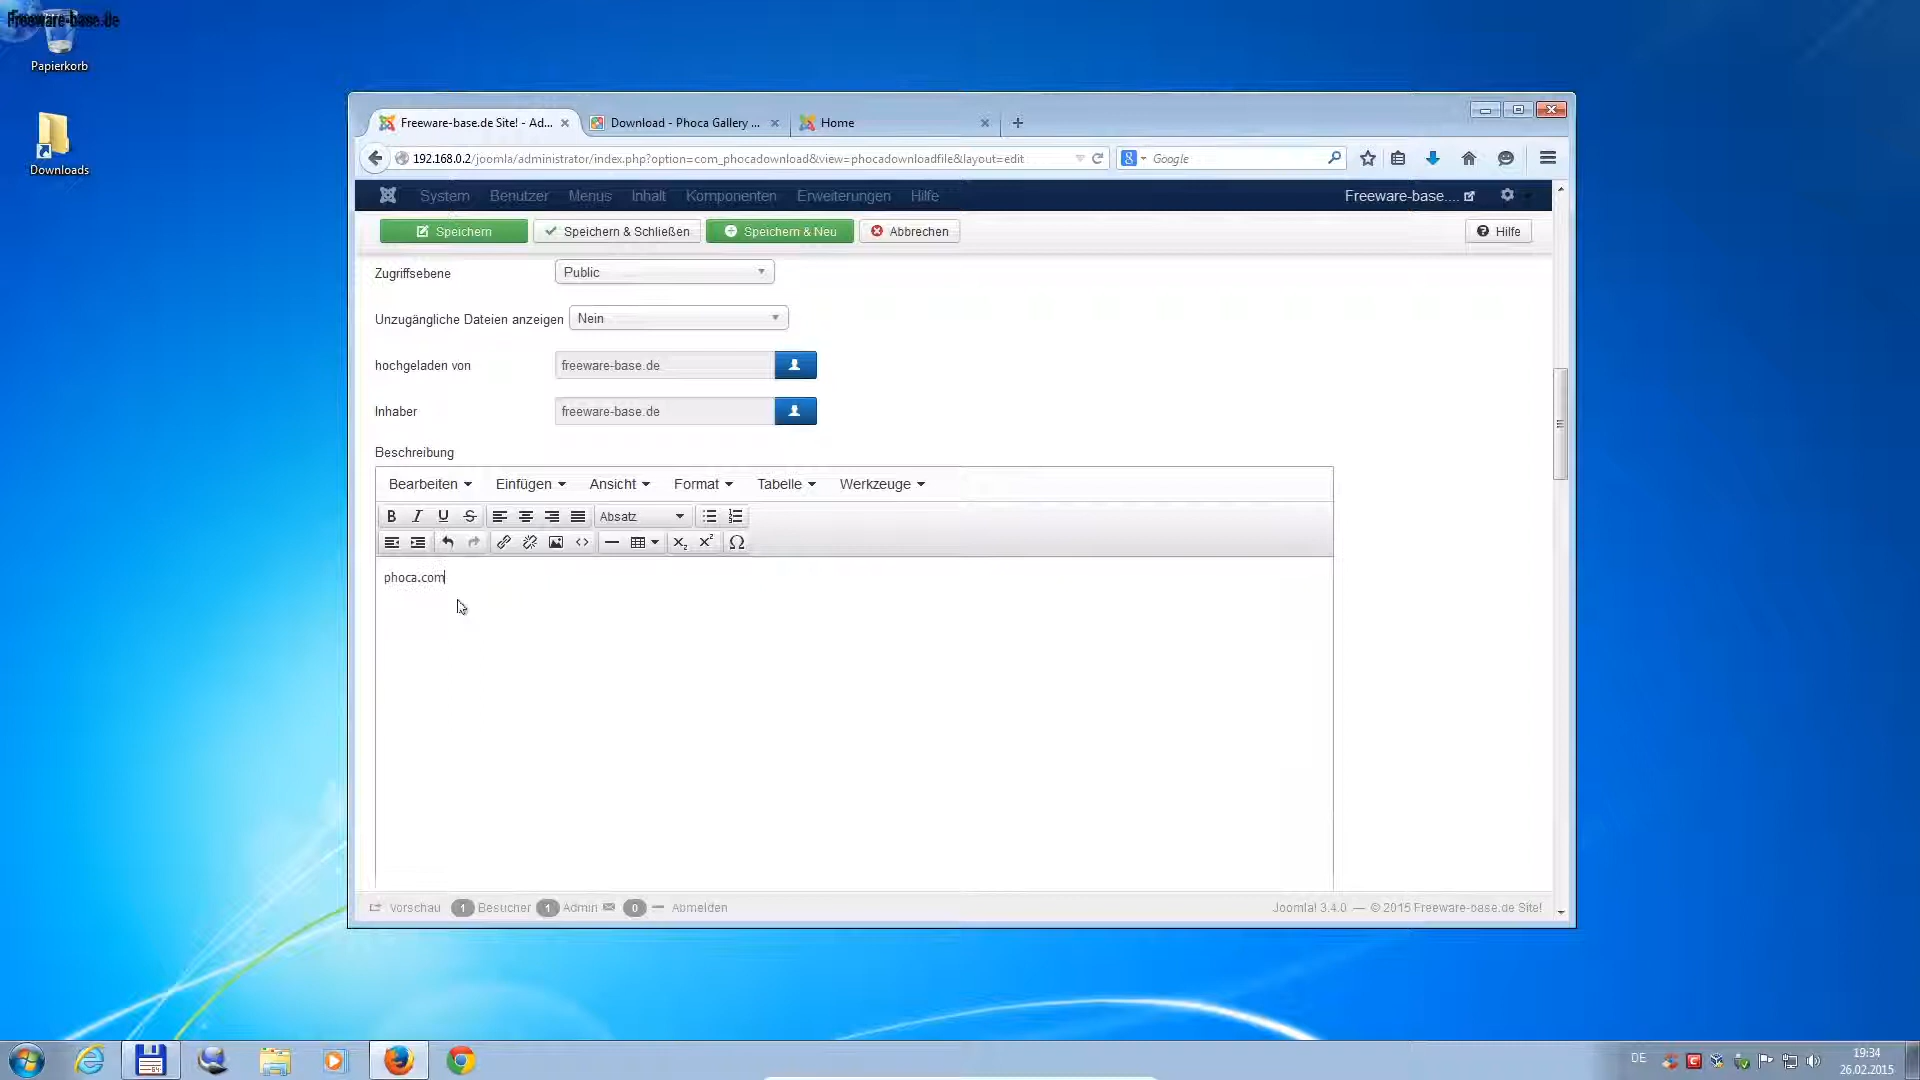 Freeware-base.de
Papierkorb
Downloads
Freeware-base.de Site! - Ad...
Download - Phoca Gallery ...
Home
192.168.0.2/joomla/administrator/index.php?option=com_phocadownload&view=phocadownloadfile&layout=edit
Google
System Benutzer Menus Inhalt Komponenten Erweiterungen Hilfe
Freeware-base....
Speichern
Speichern & Schließen
Speichern & Neu
Abbrechen
Hilfe
Zugriffsebene
Public
Unzugängliche Dateien anzeigen
Nein
hochgeladen von
freeware-base.de
Inhaber
freeware-base.de
Beschreibung
Bearbeiten Einfügen Ansicht Format Tabelle Werkzeuge
Absatz
phoca.com
Vorschau 1 Besucher 1 Admin 0 Abmelden
Joomla! 3.4.0 — © 2015 Freeware-base.de Site!
DE
19:34
26.02.2015